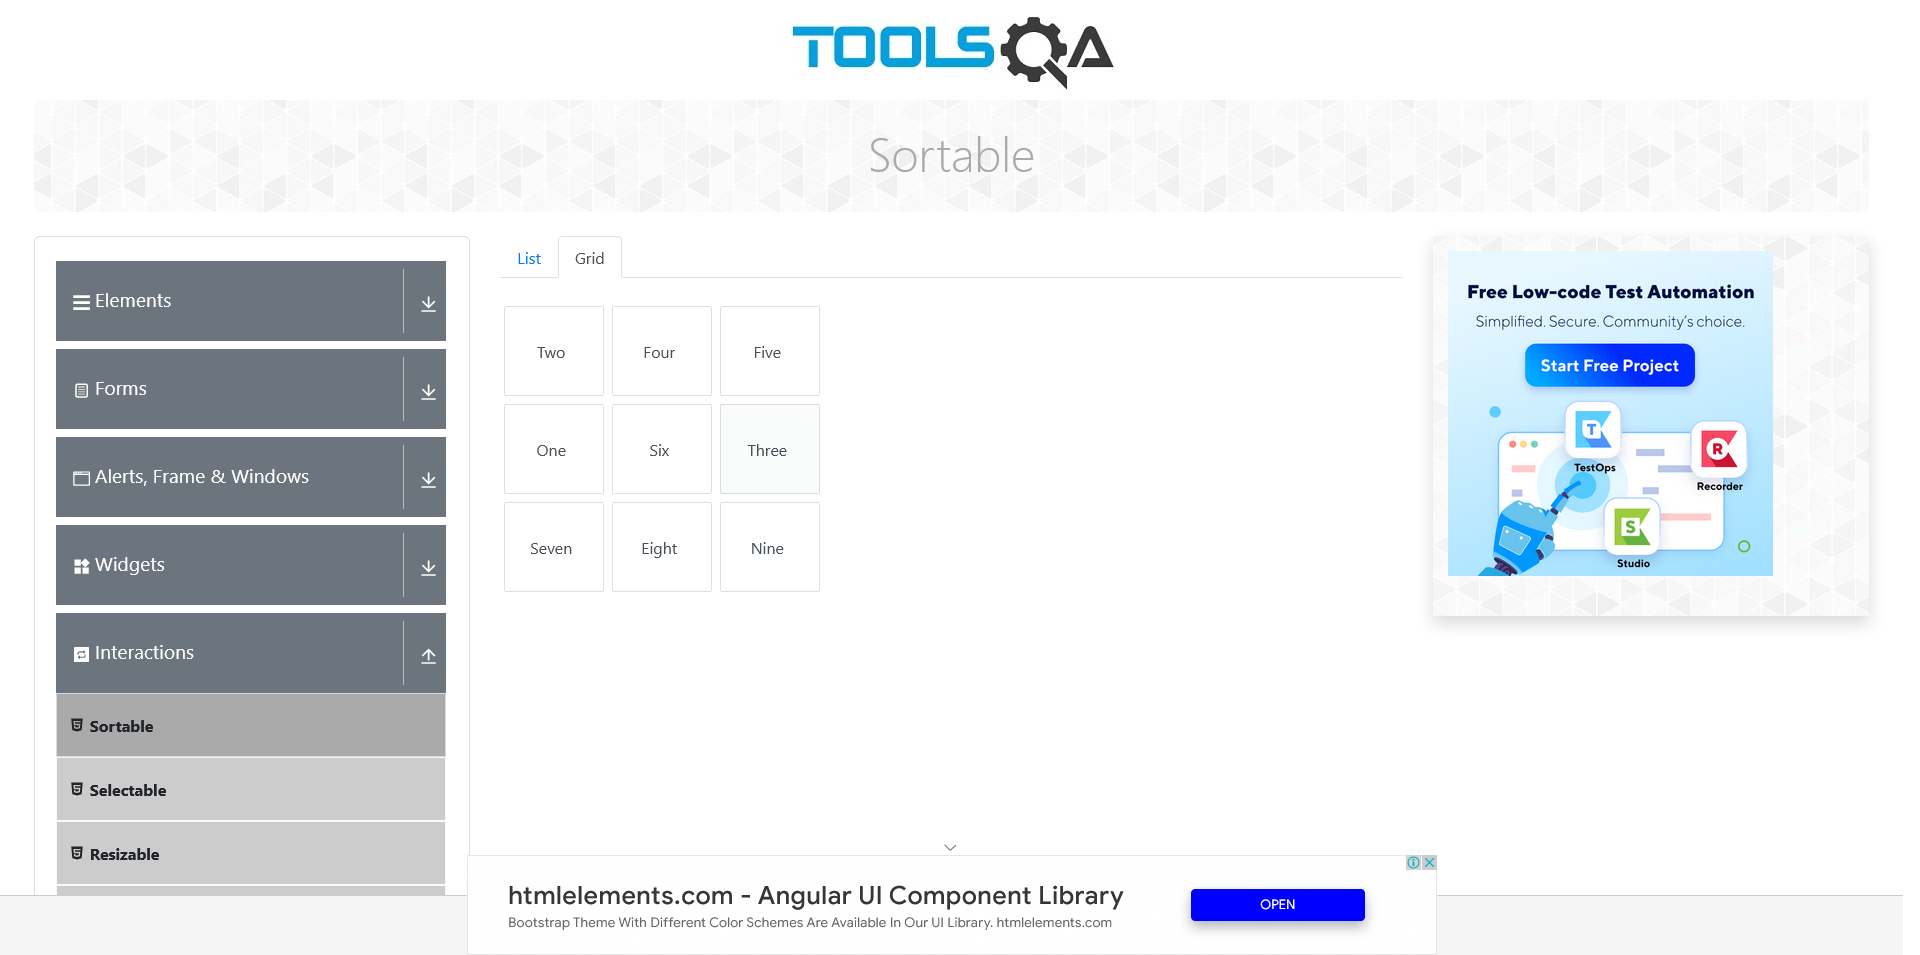 TOOLSQA
Sortable
Elements
Forms
Alerts, Frame & Windows
Widgets
Interactions
Sortable
Selectable
Resizable
List Grid
Two Four Five
One Six Three
Seven Eight Nine
Free Low-code Test Automation
Simplified. Secure. Community's choice.
Start Free Project
T
TestOps
R
Recorder
S
Studio
htmlelements.com - Angular UI Component Library
Bootstrap Theme With Different Color Schemes Are Available In Our UI Library. htmlelements.com
OPEN